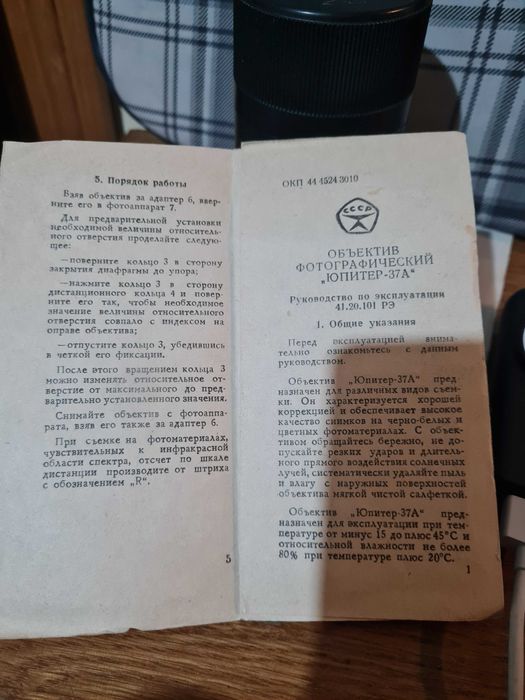 5. Порядок работы
Взяв объектив за адаптер 6, ввер-
ните его в фотоаппарат 7.
Для предварительной установки
необходимой величины относитель-
ного отверстия проделайте следую-
щее:
—поверните кольцо 3 в сторону
закрытия диафрагмы до упора;
—нажмите кольцо 3 в сторону
дистанционного кольца 4 и поверни-
те его так, чтобы необходимое
значение величины относительного
отверстия совпало с индексом на
оправе объектива;
—отпустите кольцо 3, убедившись
в четкой его фиксации.
После этого вращением кольца 3
можно изменять относительное от-
верстие от максимального до пред-
варительно установленного значения.
Снимайте объектив с фотоаппа-
рата, взяв его также за адаптер 6.
При съемке на фотоматериалах,
чувствительных к инфракрасной
области спектра, отсчет по шкале
дистанции производите от штриха
с обозначением „R“.
5
ОКП 44 4524 3010
СССР
ОБЪЕКТИВ
ФОТОГРАФИЧЕСКИЙ
„ЮПИТЕР-37А“
Руководство по эксплуатации
41.20.101 РЭ
1. Общие указания
Перед эксплуатацией внима-
тельно ознакомьтесь с данным
руководством.
Объектив „Юпитер-37А“ пред-
назначен для различных видов съем-
ки. Он характеризуется хорошей
коррекцией и обеспечивает высокое
качество снимков на черно-белых и
цветных фотоматериалах. С объек-
тивом обращайтесь бережно, не до-
пускайте резких ударов и длитель-
ного прямого воздействия солнечных
лучей, систематически удаляйте пыль
и влагу с наружных поверхностей
объектива мягкой чистой салфеткой.
Объектив „Юпитер-37А“ пред-
назначен для эксплуатации при тем-
пературе от минус 15 до плюс 45°С и
относительной влажности не более
80% при температуре плюс 20°С.
1